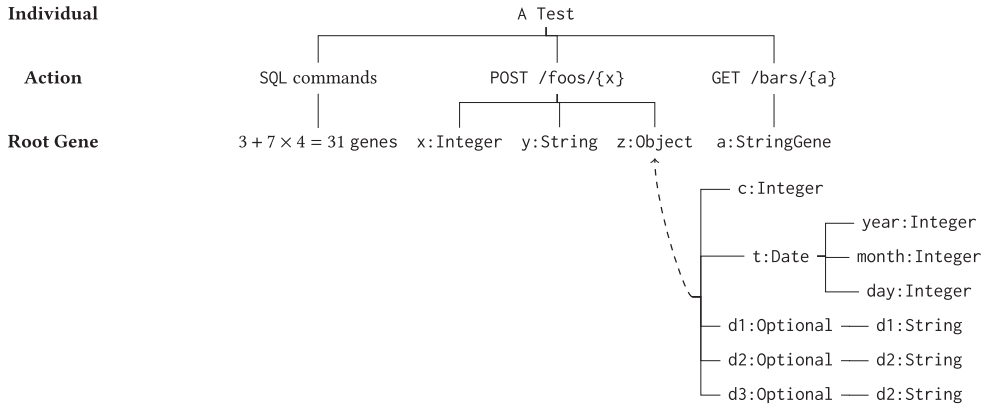 Individual A Test
Action SQL commands POST /foos/{x} GET /bars/{a}
Root Gene 3 + 7 × 4 = 31 genes x:Integer y:String z:Object a:StringGene
c:Integer
year:Integer
t:Date month:Integer
day:Integer
d1:Optional d1:String
d2:Optional d2:String
d3:Optional d2:String